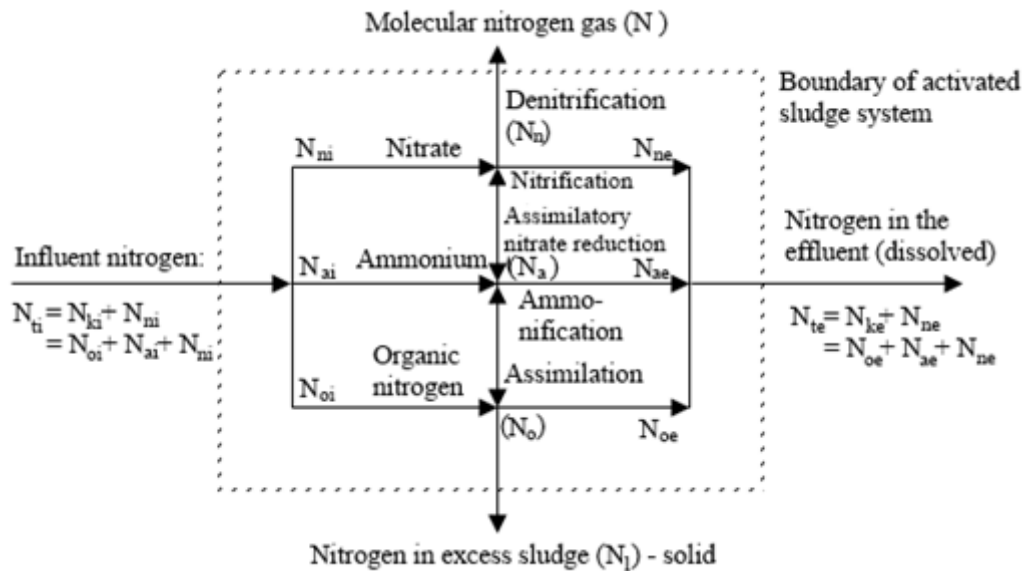 Molecular nitrogen gas (N )
Boundary of activated
sludge system
Denitrification
(Nn)
Nni Nitrate Nne
Nitrification
Assimilatory
nitrate reduction
Nitrogen in the
effluent (dissolved)
Influent nitrogen:
Nai Ammonium (Na) Nae
Nti = Nki + Nni
= Noi + Nai + Nni
Ammo-
nification
Nte = Nke + Nne
= Noe + Nae + Nne
Organic
nitrogen
Assimilation
Noi (No) Noe
Nitrogen in excess sludge (Nl) - solid